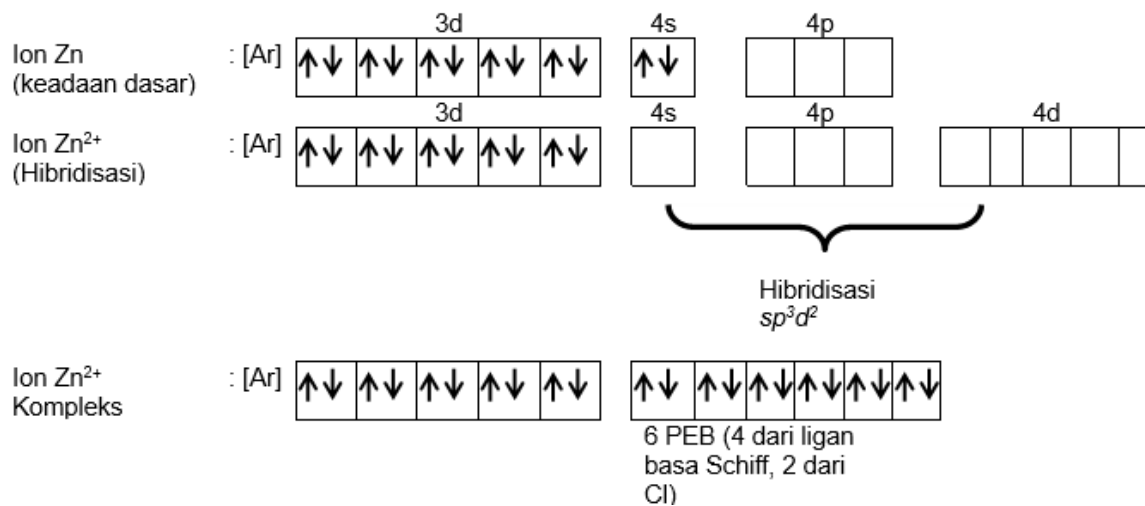 3d 4s 4p
Ion Zn : [Ar]
(keadaan dasar)
3d 4s 4p 4d
Ion Zn²⁺ : [Ar]
(Hibridisasi)
Hibridisasi
sp³d²
Ion Zn²⁺ : [Ar]
Kompleks
6 PEB (4 dari ligan
basa Schiff, 2 dari
Cl)